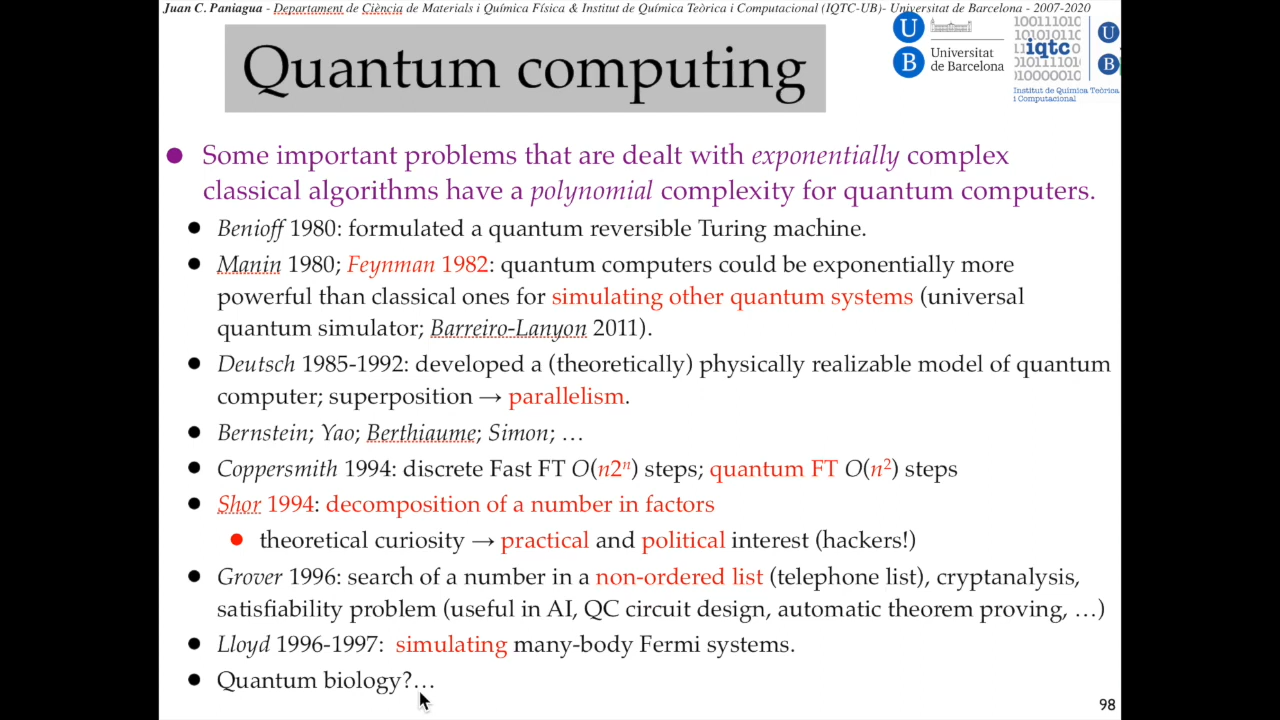 Juan C. Paniagua - Departament de Ciència de Materials i Química Física & Institut de Química Teòrica i Computacional (IQTC-UB)- Universitat de Barcelona - 2007-2020
Quantum computing
U
B
Universitat
de Barcelona
10011101
10101011C
iqtc
0101110
10000010
Institut de Química Teòrica
i Computacional
U
B
● Some important problems that are dealt with exponentially complex
classical algorithms have a polynomial complexity for quantum computers.
● Benioff 1980: formulated a quantum reversible Turing machine.
● Manin 1980; Feynman 1982: quantum computers could be exponentially more
powerful than classical ones for simulating other quantum systems (universal
quantum simulator; Barreiro-Lanyon 2011).
● Deutsch 1985-1992: developed a (theoretically) physically realizable model of quantum
computer; superposition → parallelism.
● Bernstein; Yao; Berthiaume; Simon; …
● Coppersmith 1994: discrete Fast FT O(n2ⁿ) steps; quantum FT O(n²) steps
● Shor 1994: decomposition of a number in factors
● theoretical curiosity → practical and political interest (hackers!)
● Grover 1996: search of a number in a non-ordered list (telephone list), cryptanalysis,
satisfiability problem (useful in AI, QC circuit design, automatic theorem proving, …)
● Lloyd 1996-1997: simulating many-body Fermi systems.
● Quantum biology?…
98